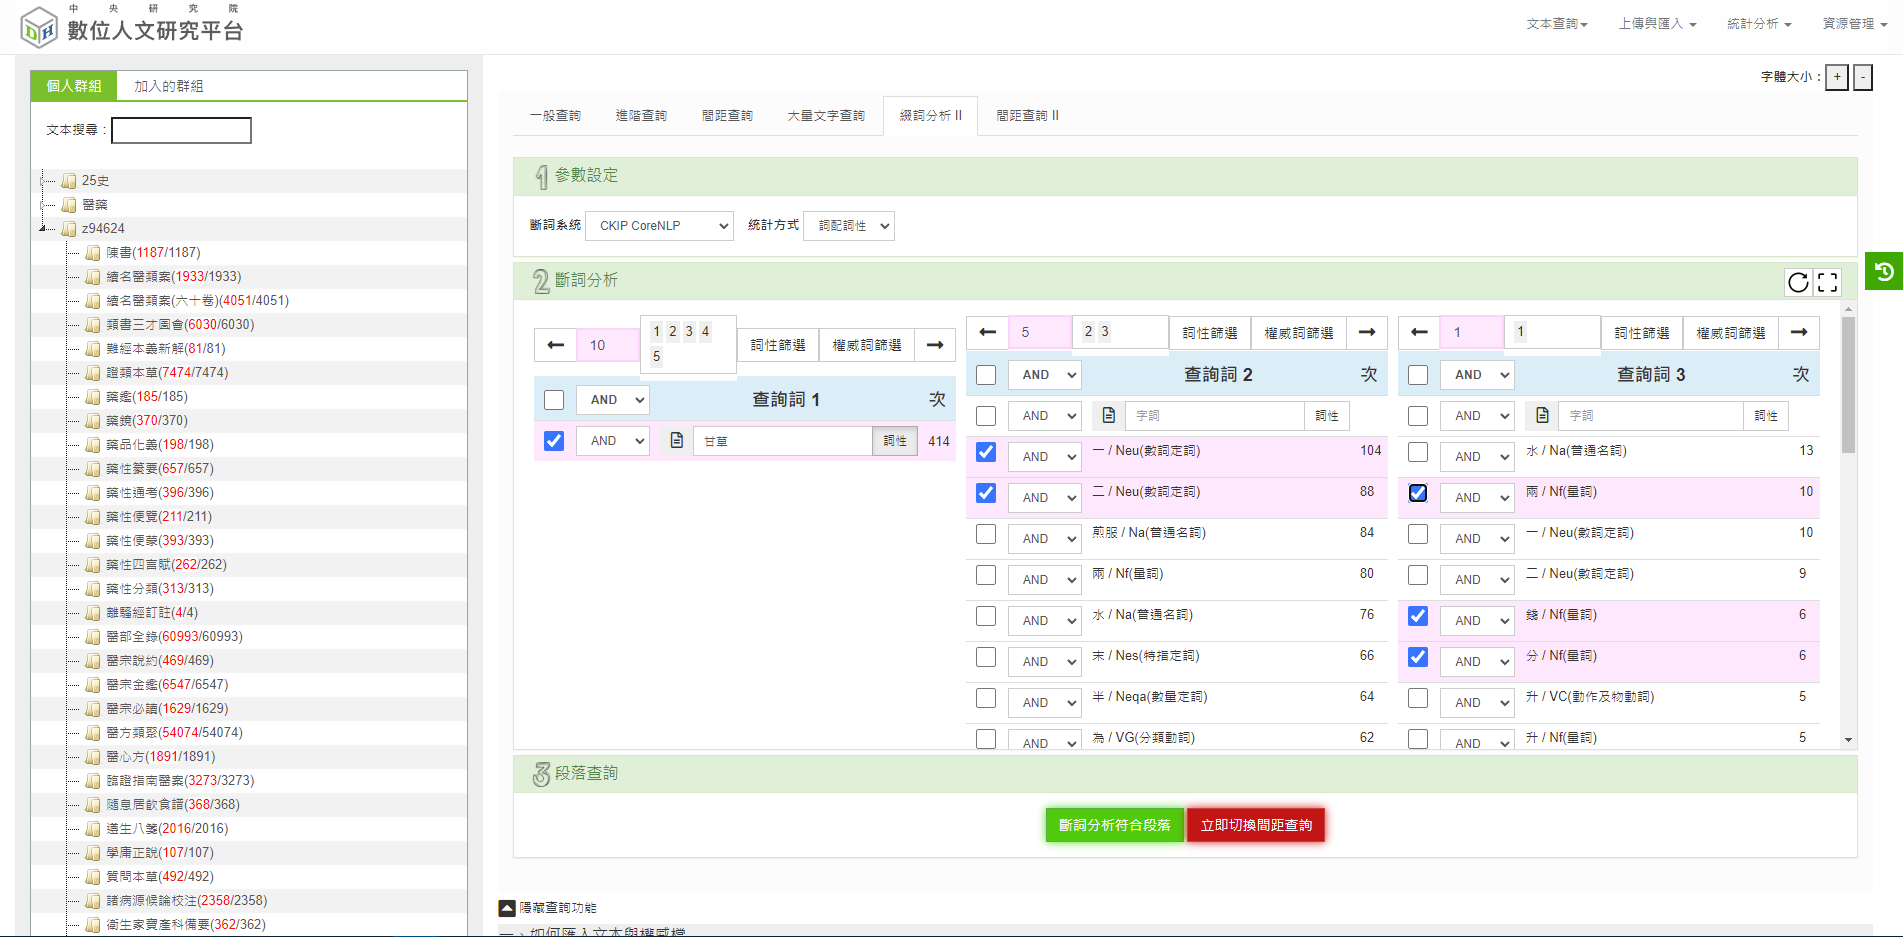 中 央 研 究 院
數位人文研究平台
文本查詢
上傳與匯入
統計分析
資源管理
個人群組
加入的群組
文本搜尋：
25史
醫藥
z94624
陳書(1187/1187)
續名醫類案(1933/1933)
續名醫類案(六十卷)(4051/4051)
類書三才圖會(6030/6030)
難經本義新解(81/81)
證類本草(7474/7474)
藥鑑(185/185)
藥鏡(370/370)
藥品化義(198/198)
藥性纂要(657/657)
藥性通考(396/396)
藥性便覽(211/211)
藥性便蒙(393/393)
藥性四言賦(262/262)
藥性分類(313/313)
離騷經訂註(4/4)
醫部全錄(60993/60993)
醫宗說約(469/469)
醫宗金鑑(6547/6547)
醫宗必讀(1629/1629)
醫方類聚(54074/54074)
醫心方(1891/1891)
臨證指南醫案(3273/3273)
隨息居飲食譜(368/368)
遵生八箋(2016/2016)
學庸正說(107/107)
質問本草(492/492)
諸病源候論校注(2358/2358)
衛生家寶產科備要(362/362)
字體大小： + -
一般查詢
進階查詢
間距查詢
大量文字查詢
綴詞分析 II
間距查詢 II
1 參數設定
斷詞系統 CKIP CoreNLP 統計方式 詞配詞性
2 斷詞分析
10 1 2 3 4 5 詞性篩選 權威詞篩選
AND 查詢詞 1 次
AND 甘草 詞性 414
5 2 3 詞性篩選 權威詞篩選
AND 查詢詞 2 次
AND 字詞 詞性
AND 一 / Neu(數詞定詞) 104
AND 二 / Neu(數詞定詞) 88
AND 煎服 / Na(普通名詞) 84
AND 兩 / Nf(量詞) 80
AND 水 / Na(普通名詞) 76
AND 末 / Nes(特指定詞) 66
AND 半 / Neqa(數量定詞) 64
AND 為 / VG(分類動詞) 62
1 1 詞性篩選 權威詞篩選
AND 查詢詞 3 次
AND 字詞 詞性
AND 水 / Na(普通名詞) 13
AND 兩 / Nf(量詞) 10
AND 一 / Neu(數詞定詞) 10
AND 二 / Neu(數詞定詞) 9
AND 錢 / Nf(量詞) 6
AND 分 / Nf(量詞) 6
AND 升 / VC(動作及物動詞) 5
AND 升 / Nf(量詞) 5
3 段落查詢
斷詞分析符合段落 立即切換間距查詢
隱藏查詢功能
一、如何匯入文本與權威檔